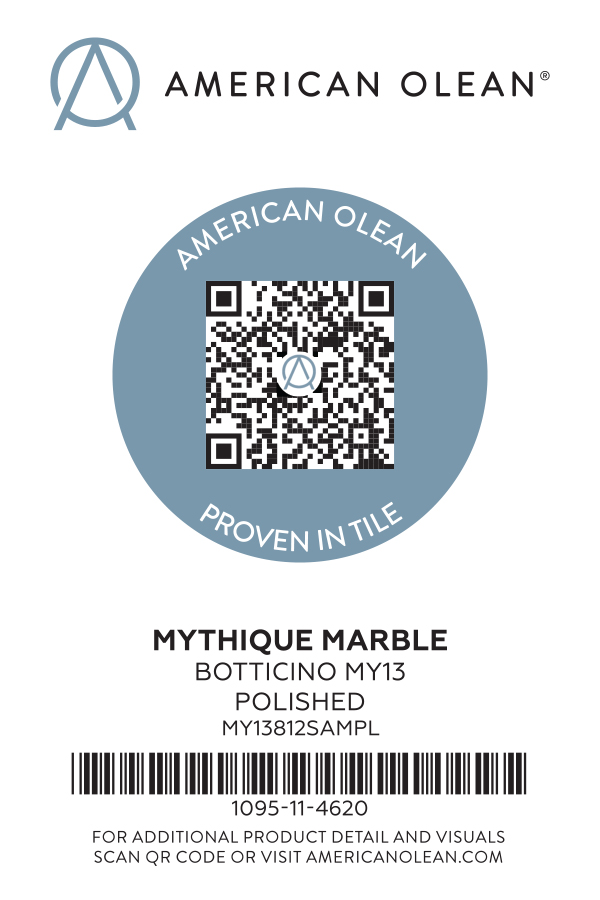 AMERICAN OLEAN®
AMERICAN OLEAN
PROVEN IN TILE
MYTHIQUE MARBLE
BOTTICINO MY13
POLISHED
MY13812SAMPL
1095-11-4620
FOR ADDITIONAL PRODUCT DETAIL AND VISUALS
SCAN QR CODE OR VISIT AMERICANOLEAN.COM